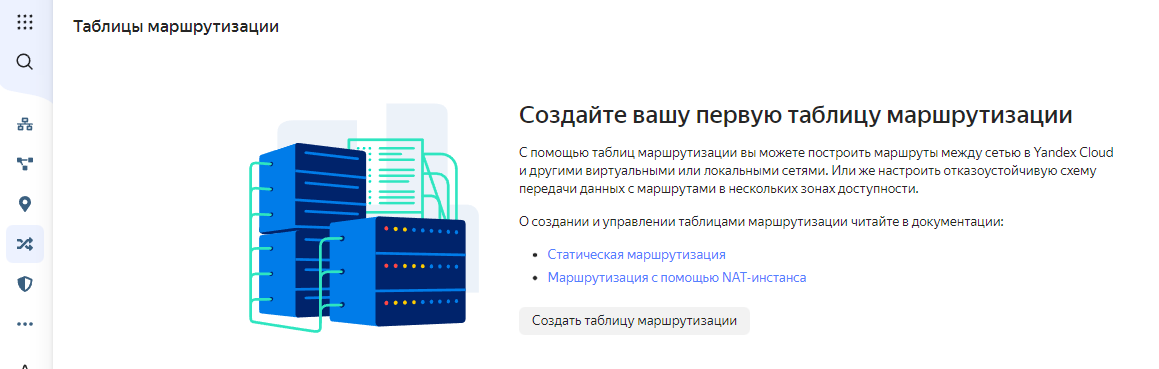 Таблицы маршрутизации
Создайте вашу первую таблицу маршрутизации
С помощью таблиц маршрутизации вы можете построить маршруты между сетью в Yandex Cloud
и другими виртуальными или локальными сетями. Или же настроить отказоустойчивую схему
передачи данных с маршрутами в нескольких зонах доступности.
О создании и управлении таблицами маршрутизации читайте в документации:
• Статическая маршрутизация
• Маршрутизация с помощью NAT-инстанса
Создать таблицу маршрутизации